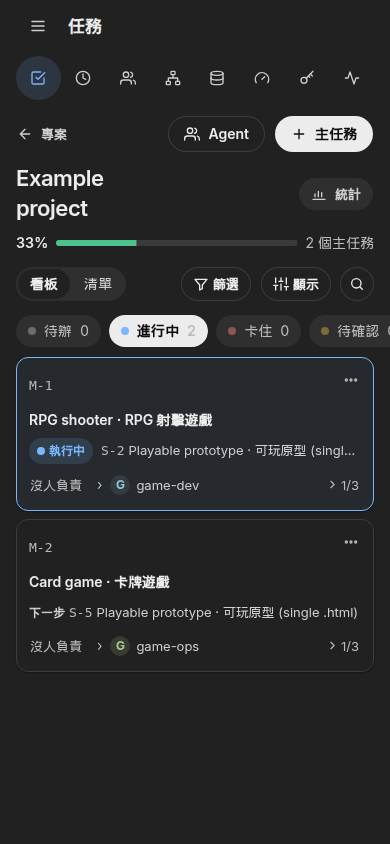 任務
專案
Agent
主任務
Example
project
統計
33%
2 個主任務
看板
清單
篩選
顯示
待辦 0
進行中 2
卡住 0
待確認
M-1
RPG shooter · RPG 射擊遊戲
執行中 S-2 Playable prototype · 可玩原型 (singl...
沒人負責 › G game-dev
› 1/3
M-2
Card game · 卡牌遊戲
下一步 S-5 Playable prototype · 可玩原型 (single .html)
沒人負責 › G game-ops
› 1/3